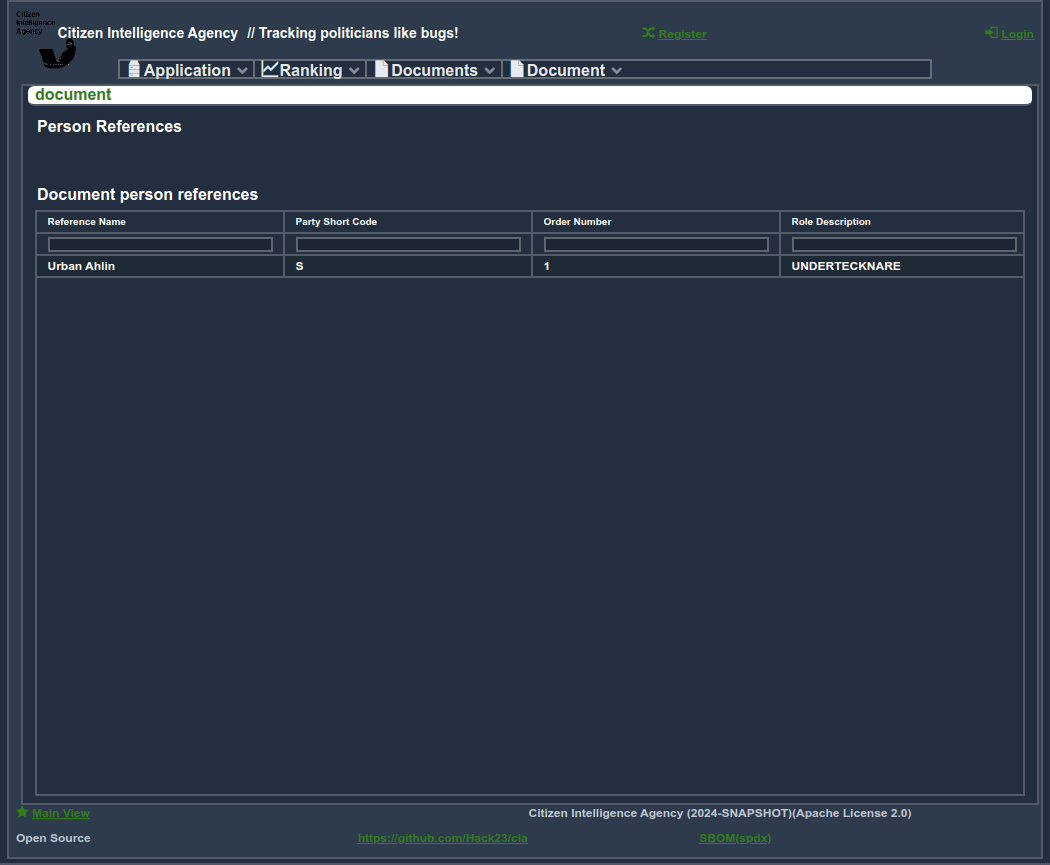 Citizen
Intelligence
Agency
Citizen Intelligence Agency // Tracking politicians like bugs!
Register
Login
Application
Ranking
Documents
Document
document
Person References
Document person references
Reference Name
Party Short Code
Order Number
Role Description
Urban Ahlin
S
1
UNDERTECKNARE
Main View
Citizen Intelligence Agency (2024-SNAPSHOT)(Apache License 2.0)
Open Source
https://github.com/Hack23/cia
SBOM(spdx)